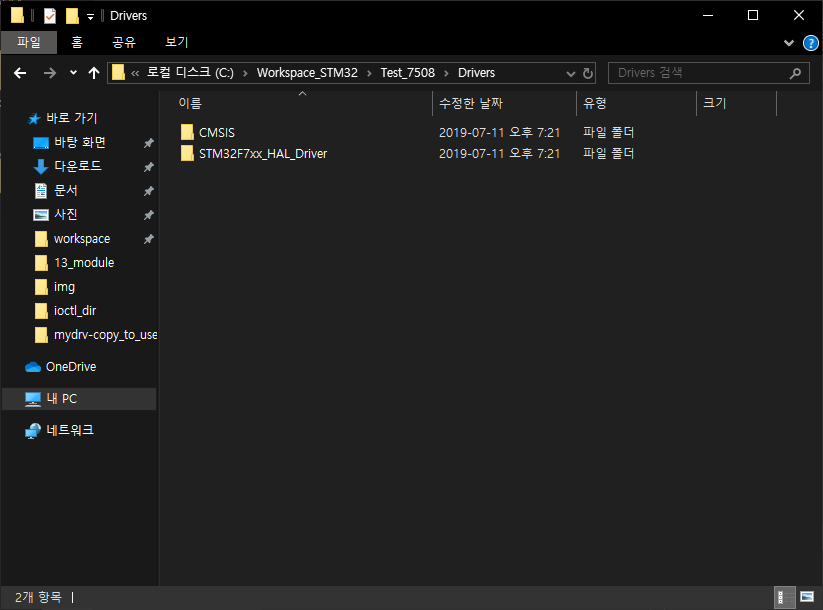 Drivers
파일 홈 공유 보기
« 로컬 디스크 (C:) › Workspace_STM32 › Test_7508 › Drivers
Drivers 검색
이름 수정한 날짜 유형 크기
CMSIS 2019-07-11 오후 7:21 파일 폴더
STM32F7xx_HAL_Driver 2019-07-11 오후 7:21 파일 폴더
바로 가기
바탕 화면
다운로드
문서
사진
workspace
13_module
img
ioctl_dir
mydrv-copy_to_use
OneDrive
내 PC
네트워크
2개 항목